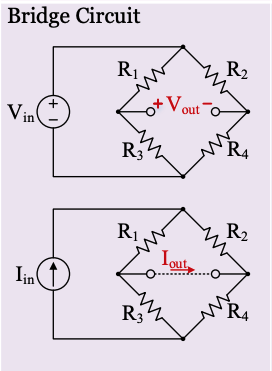 Bridge Circuit
R1 R2
Vin + − + Vout −
R3 R4
R1 R2
Iin Iout
R3 R4